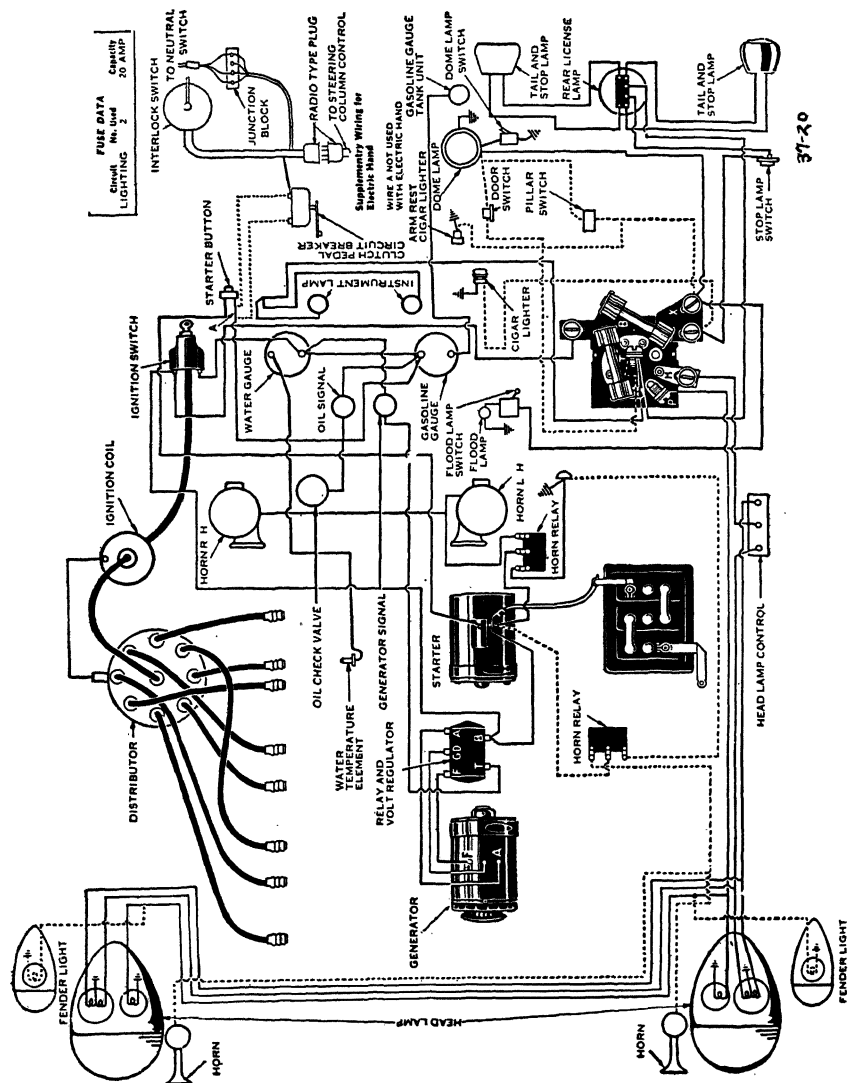 FUSE DATA
Circuit No. Used Capacity
LIGHTING 2 20 AMP
INTERLOCK SWITCH
TO NEUTRAL
SWITCH
JUNCTION
BLOCK
RADIO TYPE PLUG
TO STEERING
COLUMN CONTROL
Supplementry Wiring for
Electric Hand
WIRE A NOT USED
WITH ELECTRIC HAND
GASOLINE GAUGE
TANK UNIT
DOME LAMP
SWITCH
TAIL AND
STOP LAMP
REAR LICENSE
LAMP
TAIL AND
STOP LAMP
37-20
STARTER BUTTON
CLUTCH PEDAL
CIRCUIT BREAKER
ARM REST
CIGAR LIGHTER
DOME LAMP
DOOR
SWITCH
PILLAR
SWITCH
STOP LAMP
SWITCH
IGNITION SWITCH
INSTRUMENT LAMP
CIGAR LIGHTER
WATER GAUGE
OIL SIGNAL
GASOLINE
GAUGE
FLOOD LAMP
SWITCH
FLOOD
LAMP
B
X
H
P
IGNITION COIL
HORN R H
HORN L H
HORN RELAY
DISTRIBUTOR
OIL CHECK VALVE
GENERATOR SIGNAL
STARTER
HEAD LAMP CONTROL
WATER
TEMPERATURE
ELEMENT
RELAY AND
VOLT REGULATOR
F GD A
L B
HORN RELAY
GENERATOR
F
A
FENDER LIGHT
HEAD LAMP
FENDER LIGHT
HORN
HORN